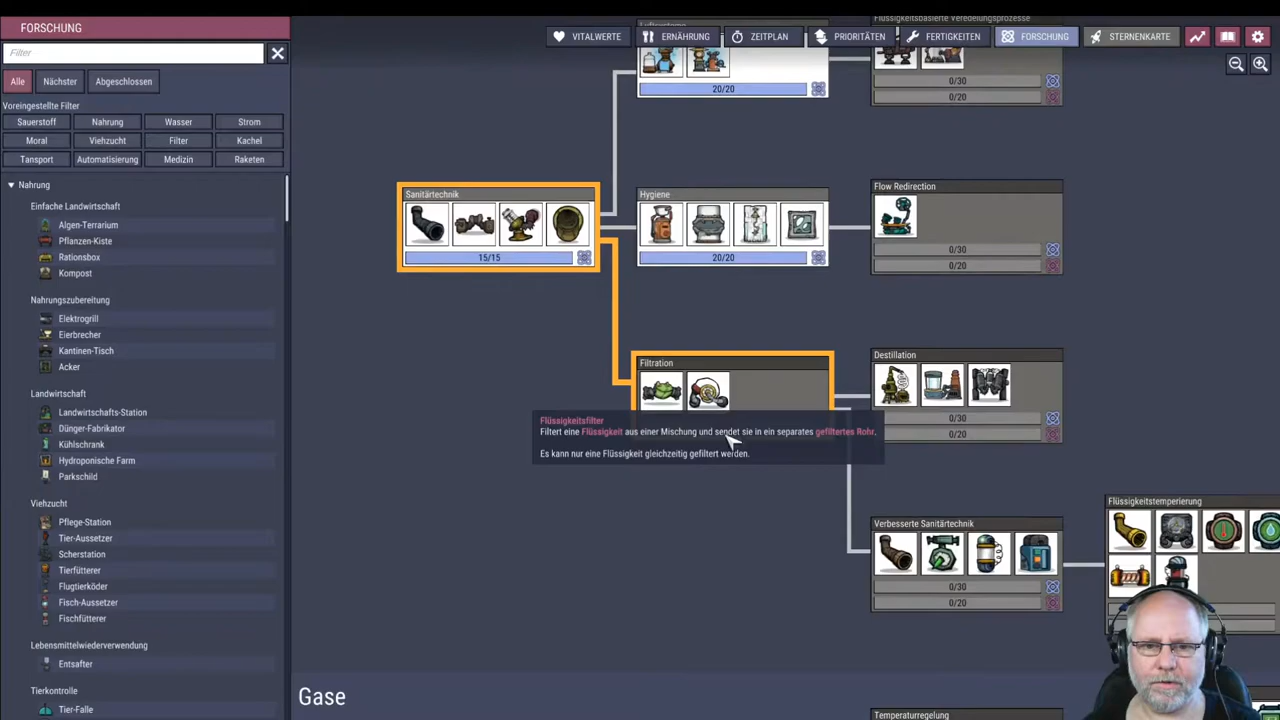 FORSCHUNG
Filter
Alle
Nächster
Abgeschlossen
Voreingestellte Filter
Sauerstoff
Nahrung
Wasser
Strom
Moral
Viehzucht
Filter
Kachel
Tansport
Automatisierung
Medizin
Raketen
Nahrung
Einfache Landwirtschaft
Algen-Terrarium
Pflanzen-Kiste
Rationsbox
Kompost
Nahrungszubereitung
Elektrogrill
Eierbrecher
Kantinen-Tisch
Acker
Landwirtschaft
Landwirtschafts-Station
Dünger-Fabrikator
Kühlschrank
Hydroponische Farm
Parkschild
Viehzucht
Pflege-Station
Tier-Aussetzer
Scherstation
Tierfütterer
Flugtierköder
Fisch-Aussetzer
Fischfütterer
Lebensmittelwiederverwendung
Entsafter
Tierkontrolle
Tier-Falle
VITALWERTE
ERNÄHRUNG
ZEITPLAN
PRIORITÄTEN
FERTIGKEITEN
FORSCHUNG
STERNENKARTE
Luftsysteme
20/20
Flüssigkeitsbasierte Veredelungsprozesse
0/30
0/20
Sanitärtechnik
15/15
Hygiene
20/20
Flow Redirection
0/30
0/20
Filtration
Flüssigkeitsfilter
Filtert eine Flüssigkeit aus einer Mischung und sendet sie in ein separates gefiltertes Rohr.
Es kann nur eine Flüssigkeit gleichzeitig gefiltert werden.
Destillation
0/30
0/20
Verbesserte Sanitärtechnik
0/30
0/20
Flüssigkeitstemperierung
Gase
Temperaturregelung